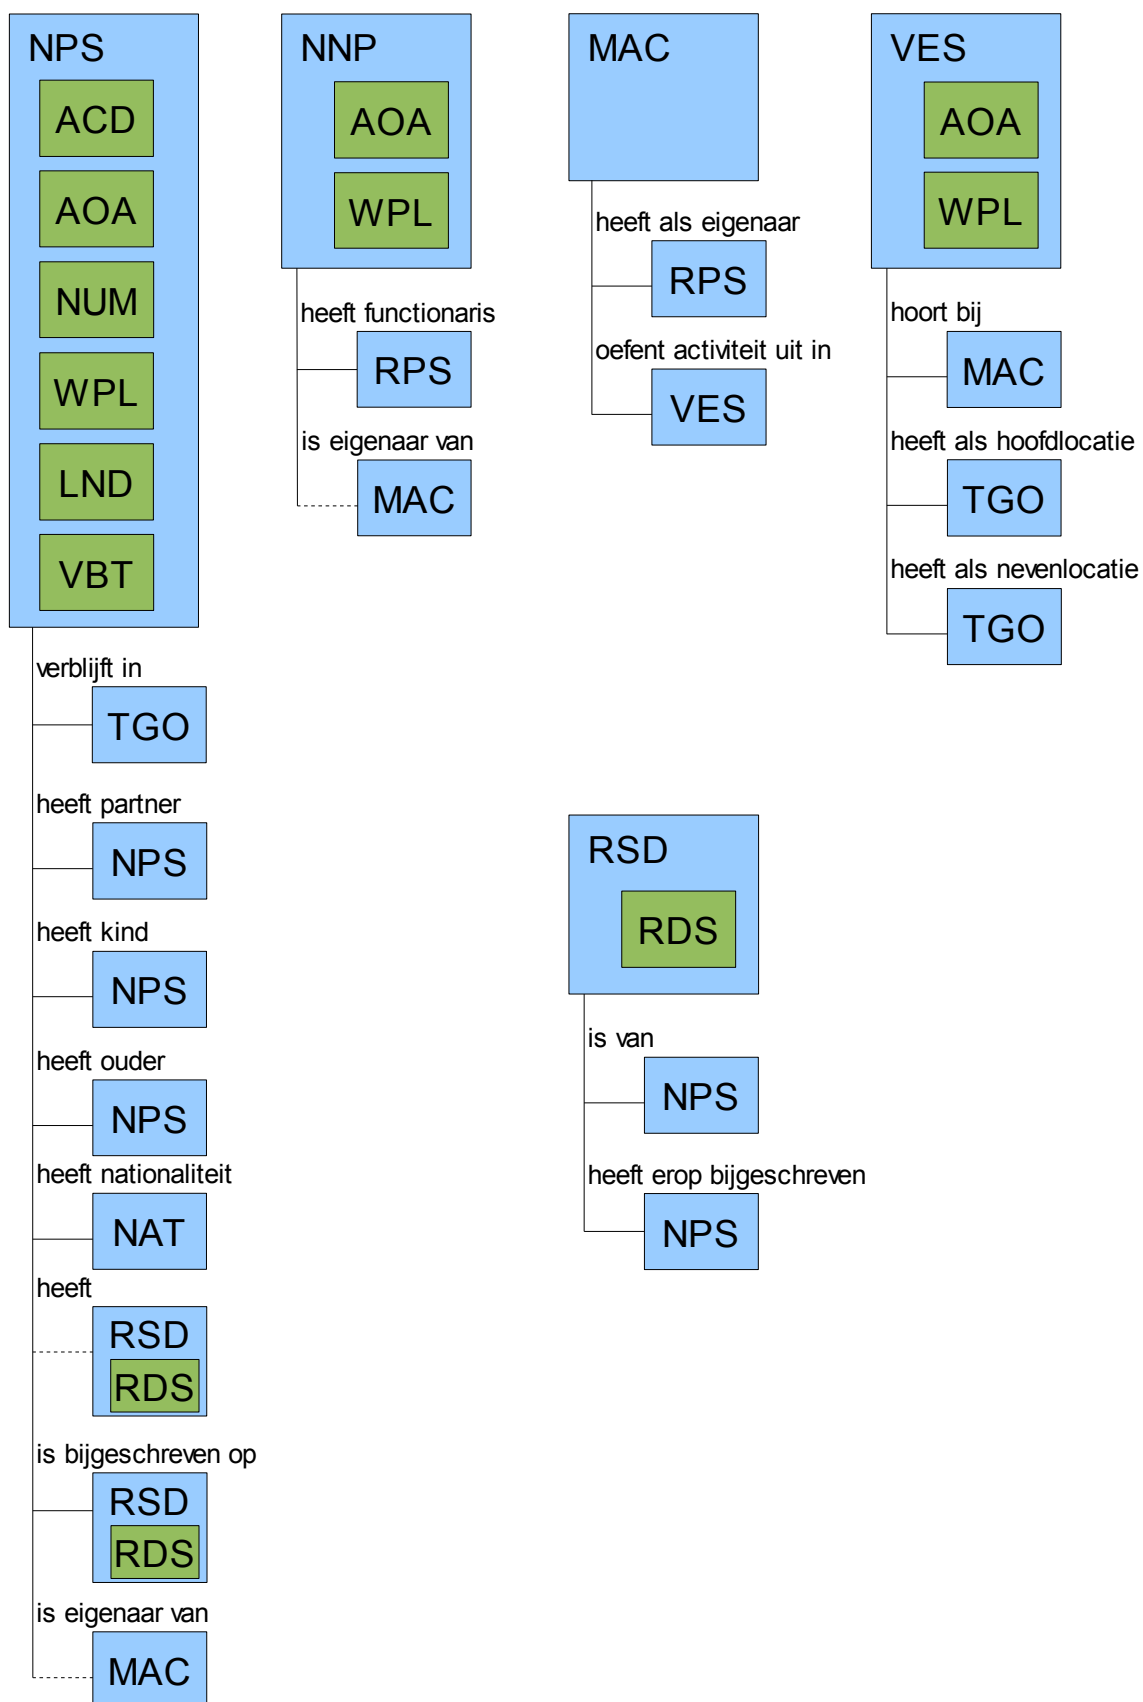 NPS
ACD
AOA
NUM
WPL
LND
VBT
verblijft in
TGO
heeft partner
NPS
heeft kind
NPS
heeft ouder
NPS
heeft nationaliteit
NAT
heeft
RSD
RDS
is bijgeschreven op
RSD
RDS
is eigenaar van
MAC
NNP
AOA
WPL
heeft functionaris
RPS
is eigenaar van
MAC
MAC
heeft als eigenaar
RPS
oefent activiteit uit in
VES
VES
AOA
WPL
hoort bij
MAC
heeft als hoofdlocatie
TGO
heeft als nevenlocatie
TGO
RSD
RDS
is van
NPS
heeft erop bijgeschreven
NPS